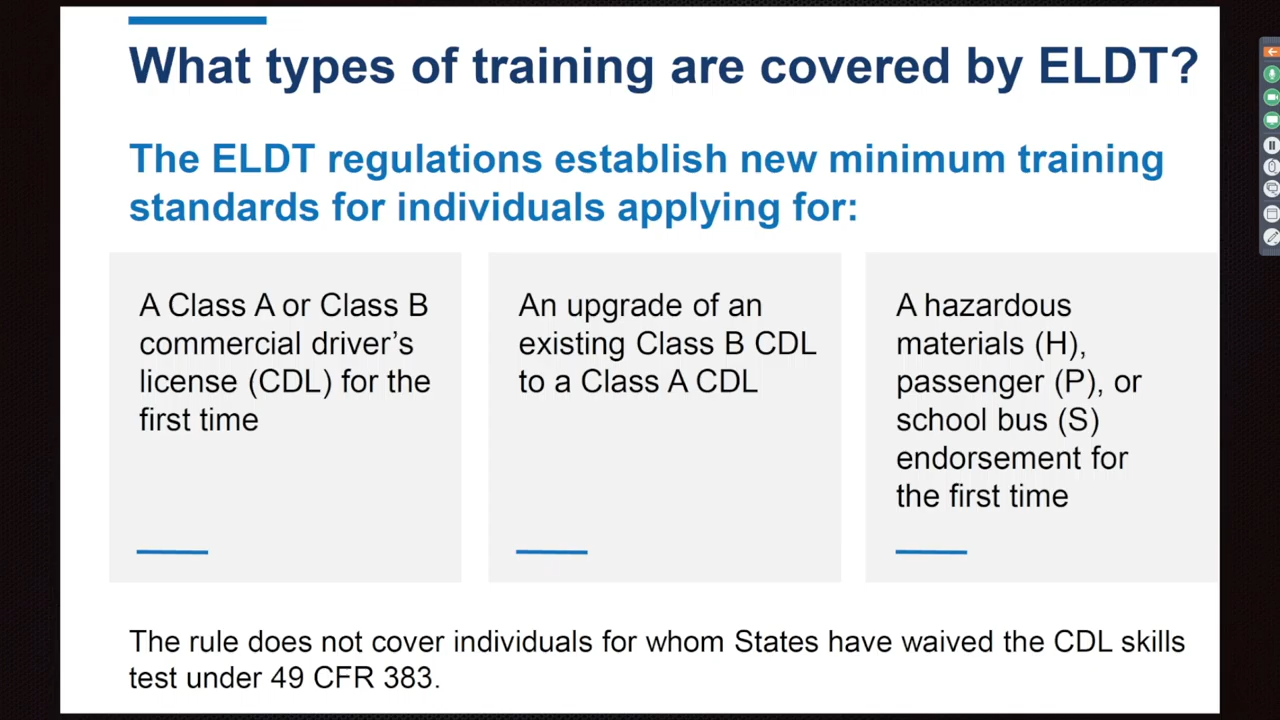 What types of training are covered by ELDT?
The ELDT regulations establish new minimum training
standards for individuals applying for:
A Class A or Class B
commercial driver’s
license (CDL) for the
first time
An upgrade of an
existing Class B CDL
to a Class A CDL
A hazardous
materials (H),
passenger (P), or
school bus (S)
endorsement for
the first time
The rule does not cover individuals for whom States have waived the CDL skills
test under 49 CFR 383.